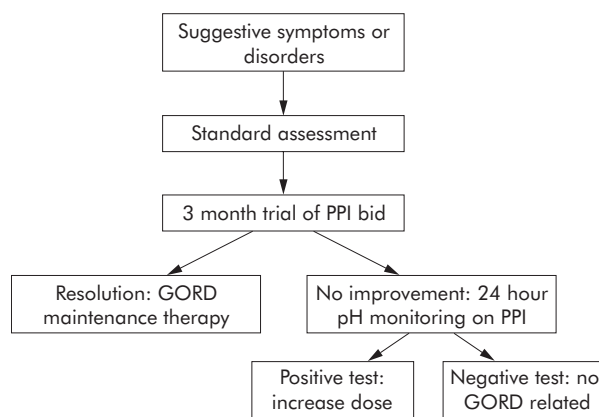 Suggestive symptoms or
disorders
Standard assessment
3 month trial of PPI bid
Resolution: GORD
maintenance therapy
No improvement: 24 hour
pH monitoring on PPI
Positive test:
increase dose
Negative test: no
GORD related